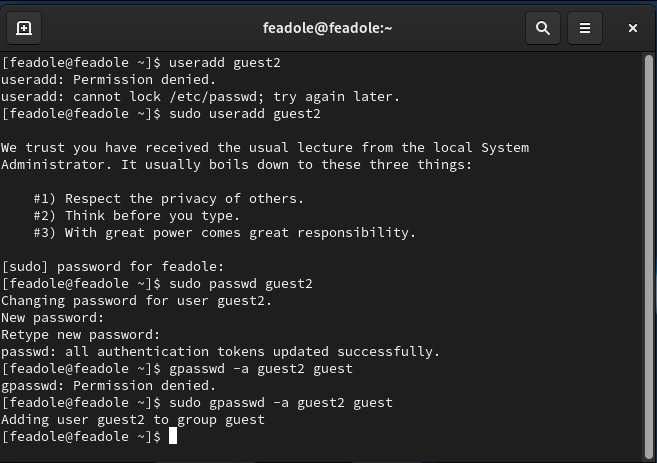 feadole@feadole:~
[feadole@feadole ~]$ useradd guest2
useradd: Permission denied.
useradd: cannot lock /etc/passwd; try again later.
[feadole@feadole ~]$ sudo useradd guest2
We trust you have received the usual lecture from the local System
Administrator. It usually boils down to these three things:
#1) Respect the privacy of others.
#2) Think before you type.
#3) With great power comes great responsibility.
[sudo] password for feadole:
[feadole@feadole ~]$ sudo passwd guest2
Changing password for user guest2.
New password:
Retype new password:
passwd: all authentication tokens updated successfully.
[feadole@feadole ~]$ gpasswd -a guest2 guest
gpasswd: Permission denied.
[feadole@feadole ~]$ sudo gpasswd -a guest2 guest
Adding user guest2 to group guest
[feadole@feadole ~]$